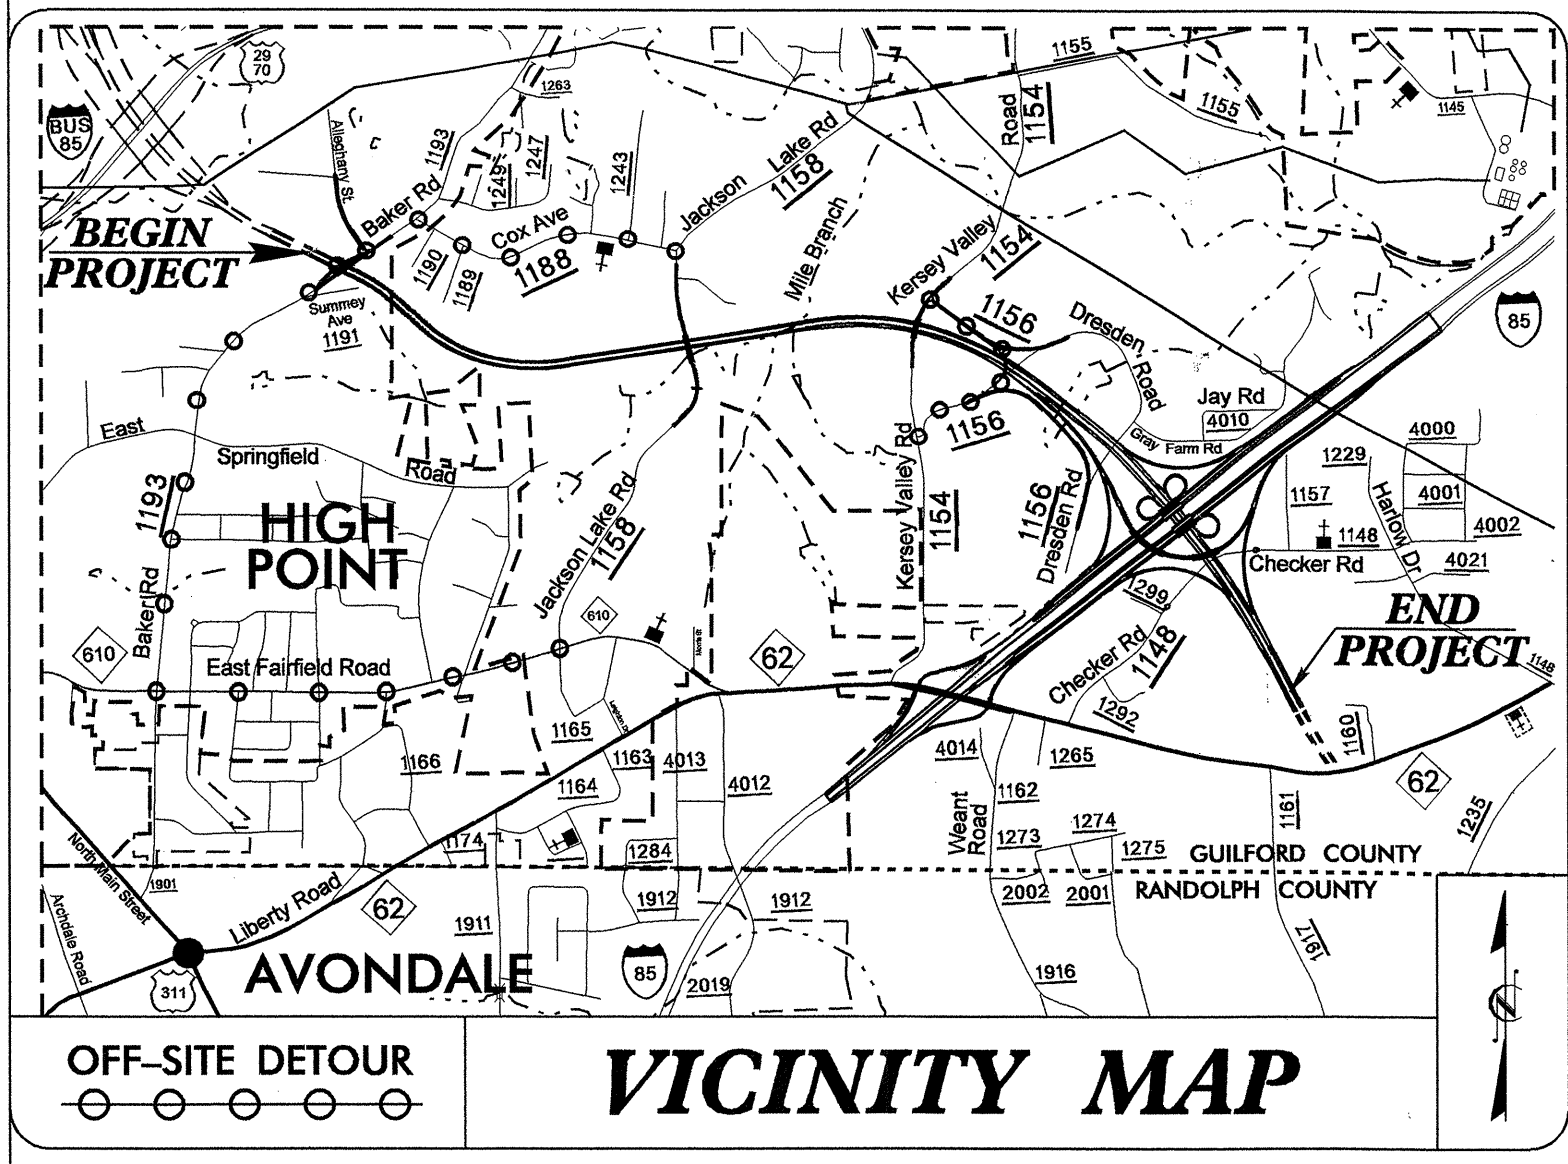 29
70
BUS
85
1263
1155
Road
1154
1155
1145
Alleghany St.
1193
1249
1247
1243
Jackson Lake Rd
1158
Baker Rd
BEGIN
PROJECT
1190
1189
Cox Ave
1188
Mile Branch
Kersey Valley
1154
1156
Summey
Ave
1191
Dresden Road
85
Jay Rd
4010
Gray Farm Rd
1156
East Springfield Road
4000
1229
4001
4002
1157
1148
Harlow Dr
4021
Checker Rd
1193
HIGH
POINT
Jackson Lake Rd
1158
Kersey Valley Rd
1154
1156
Dresden Rd
Baker Rd
610
610
62
1299
Checker Rd
1148
1292
END
PROJECT
1148
East Fairfield Road
1165
1166
1163
4013
1164
4012
4014
1265
1160
62
1162
Weant
Road
1273
1274
1275
1161
1235
1174
1284
GUILFORD COUNTY
RANDOLPH COUNTY
North Main Street
1901
Archdale Road
Liberty Road
62
1912
1912
2002
2001
1911
1917
AVONDALE
85
311
2019
1916
OFF–SITE DETOUR
VICINITY MAP
N